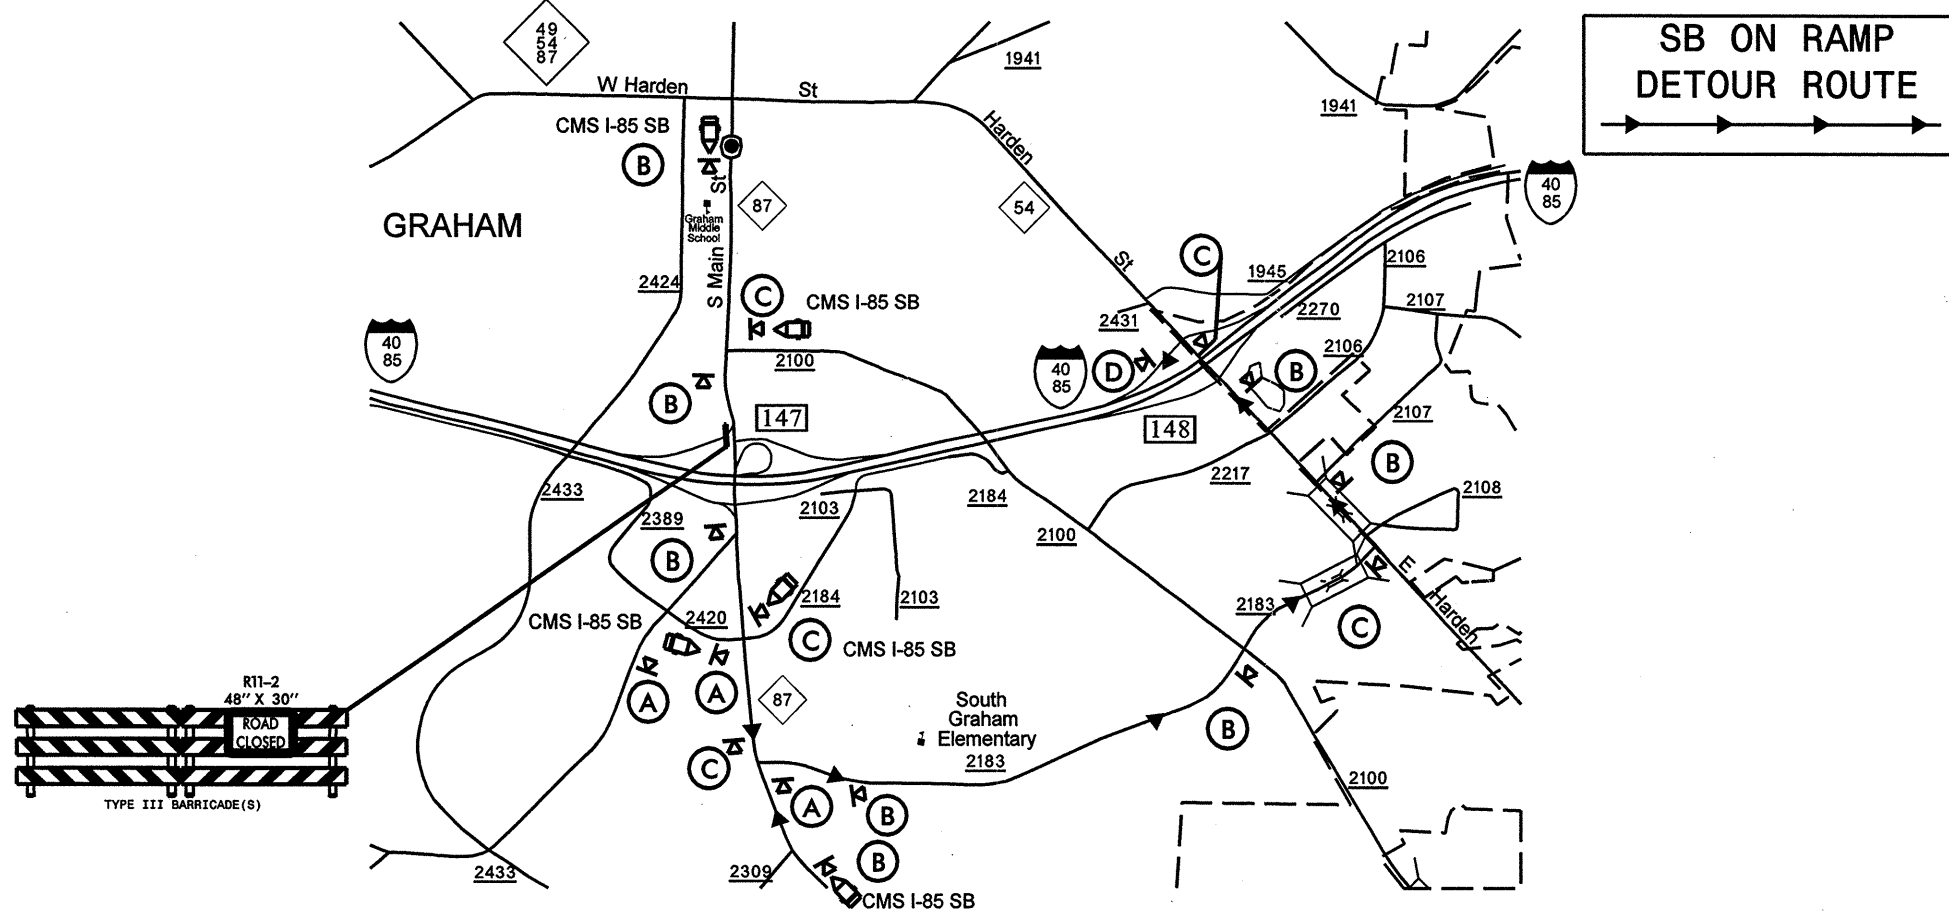 49
54
87
W Harden
St
1941
SB ON RAMP
DETOUR ROUTE
1941
CMS I-85 SB
B
Harden
St
40
85
87
54
Graham
Middle
School
GRAHAM
S Main
St
C
1945
2106
2424
C
CMS I-85 SB
2107
2431
2270
40
85
2100
40
85
D
B
2106
B
147
148
2107
B
2433
2389
2103
2184
2217
2108
2100
B
E
Harden
CMS I-85 SB
2420
2184
2103
2183
C
C
CMS I-85 SB
A
A
87
South
Graham
Elementary
2183
B
R11-2
48" X 30"
ROAD
CLOSED
TYPE III BARRICADE(S)
C
A
B
2100
B
2433
2309
CMS I-85 SB